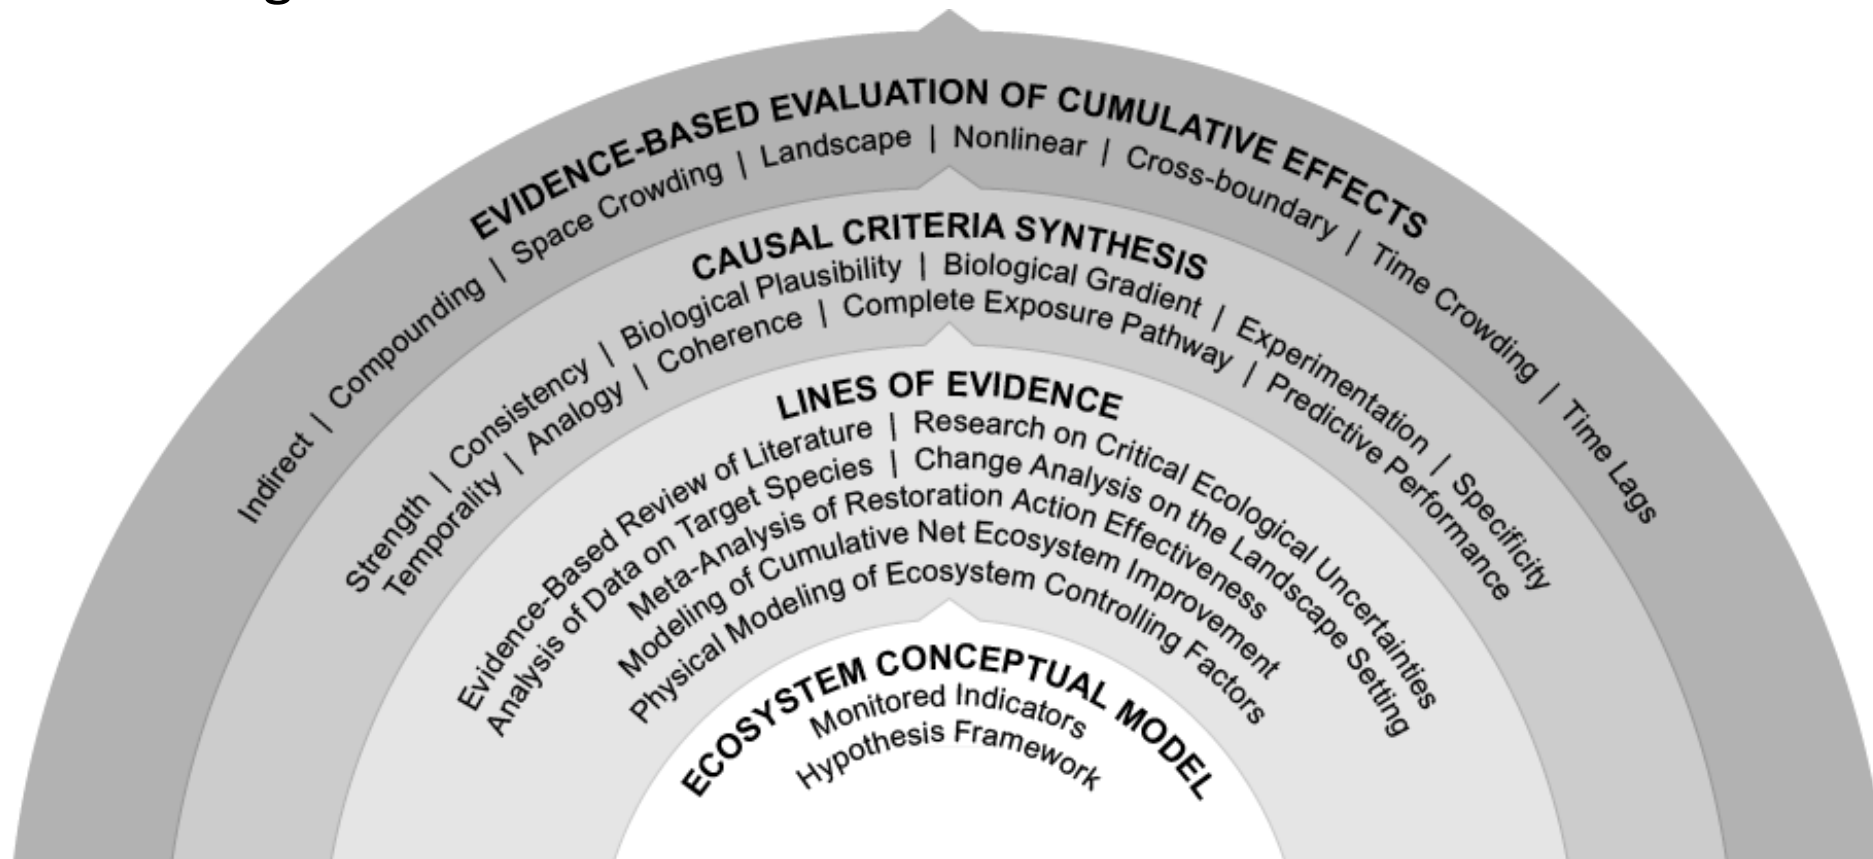 EVIDENCE-BASED EVALUATION OF CUMULATIVE EFFECTS
Indirect | Compounding | Space Crowding | Landscape | Nonlinear | Cross-boundary | Time Crowding | Time Lags
CAUSAL CRITERIA SYNTHESIS
Strength | Consistency | Biological Plausibility | Biological Gradient | Experimentation | Specificity
Temporality | Analogy | Coherence | Complete Exposure Pathway | Predictive Performance
LINES OF EVIDENCE
Evidence-Based Review of Literature | Research on Critical Ecological Uncertainties
Analysis of Data on Target Species | Change Analysis on the Landscape Setting
Meta-Analysis of Restoration Action Effectiveness
Modeling of Cumulative Net Ecosystem Improvement
Physical Modeling of Ecosystem Controlling Factors
ECOSYSTEM CONCEPTUAL MODEL
Monitored Indicators
Hypothesis Framework